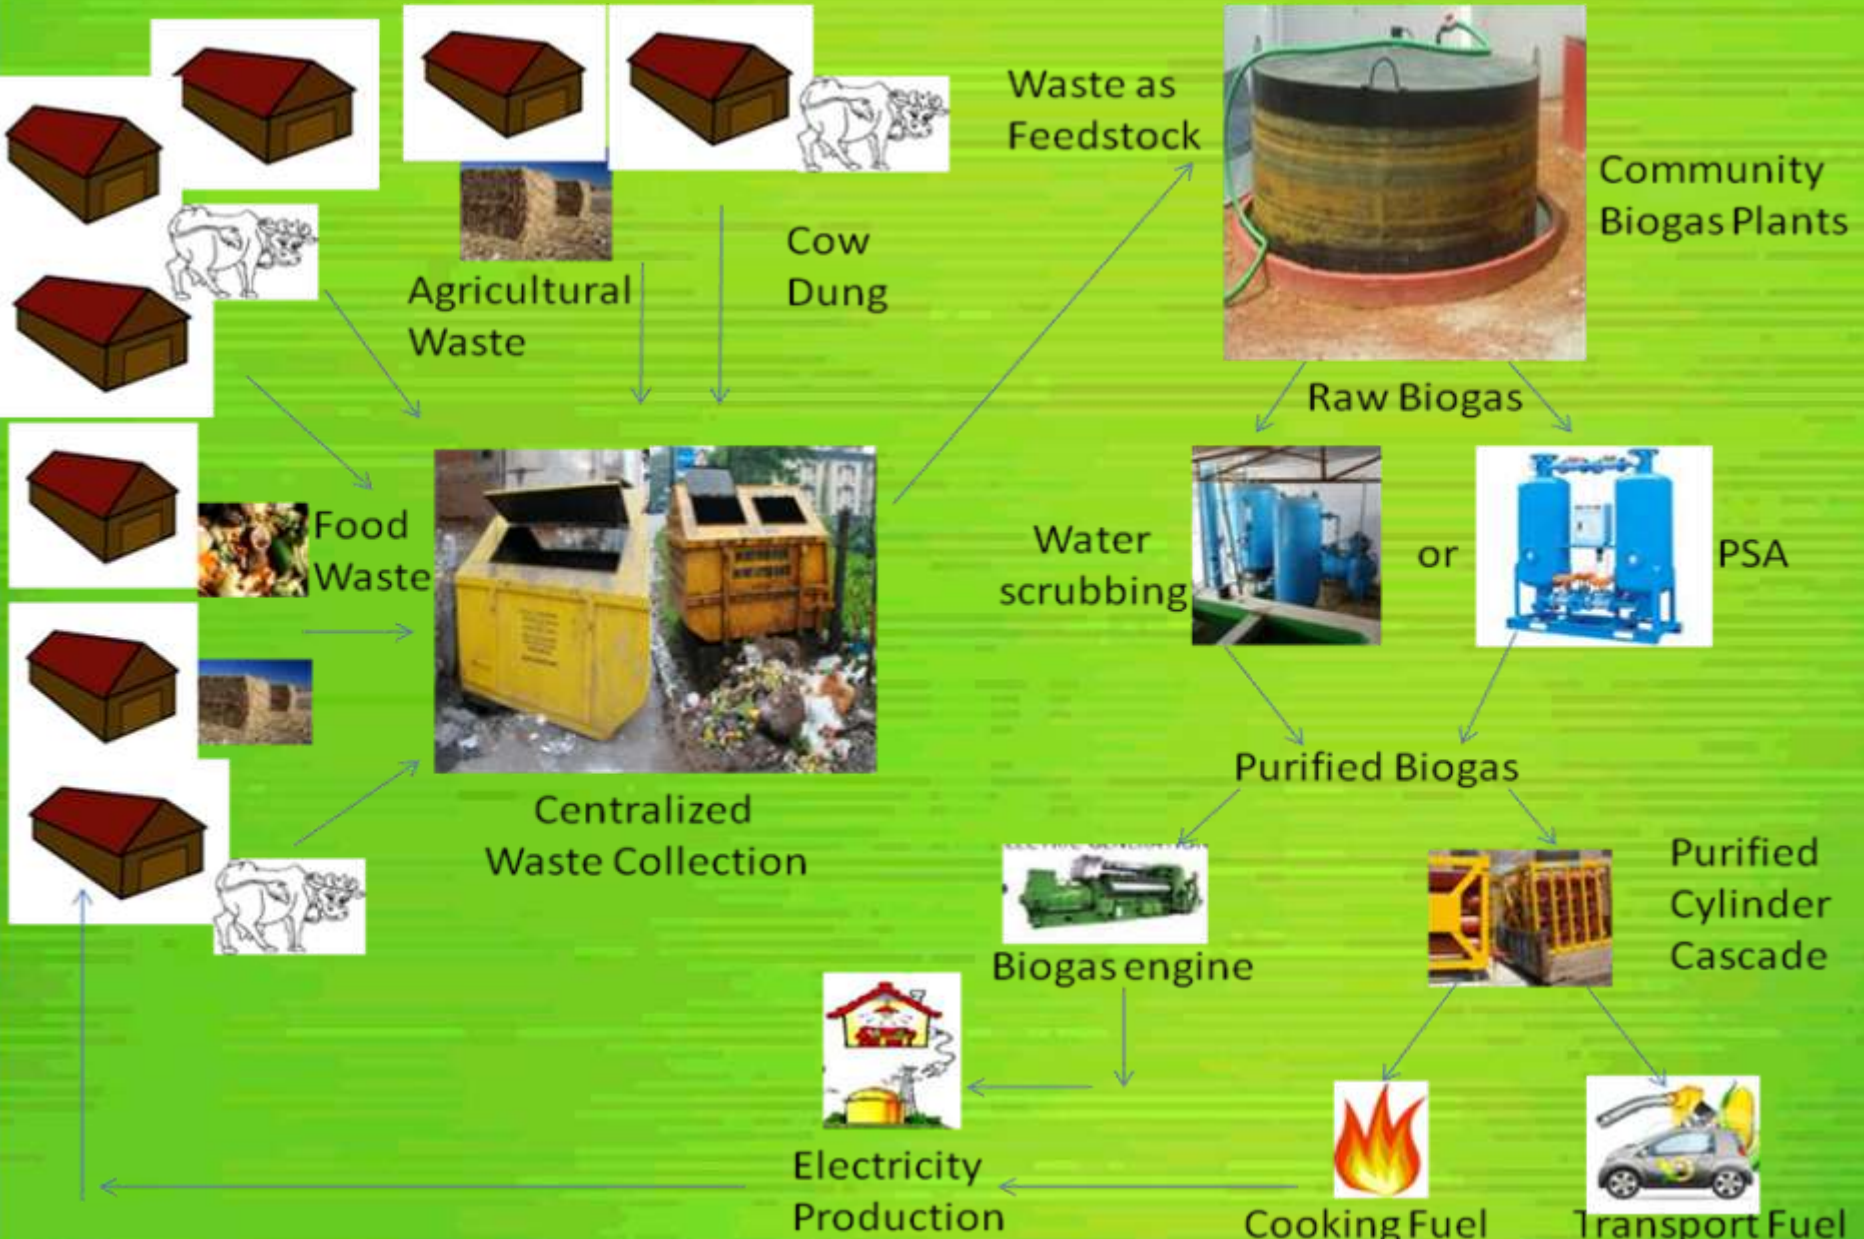 Waste as
Feedstock
Community
Biogas Plants
Cow
Dung
Agricultural
Waste
Raw Biogas
Food
Waste
Water
scrubbing
or
PSA
Purified Biogas
Centralized
Waste Collection
Purified
Cylinder
Cascade
Biogas engine
Electricity
Production
Cooking Fuel
Transport Fuel